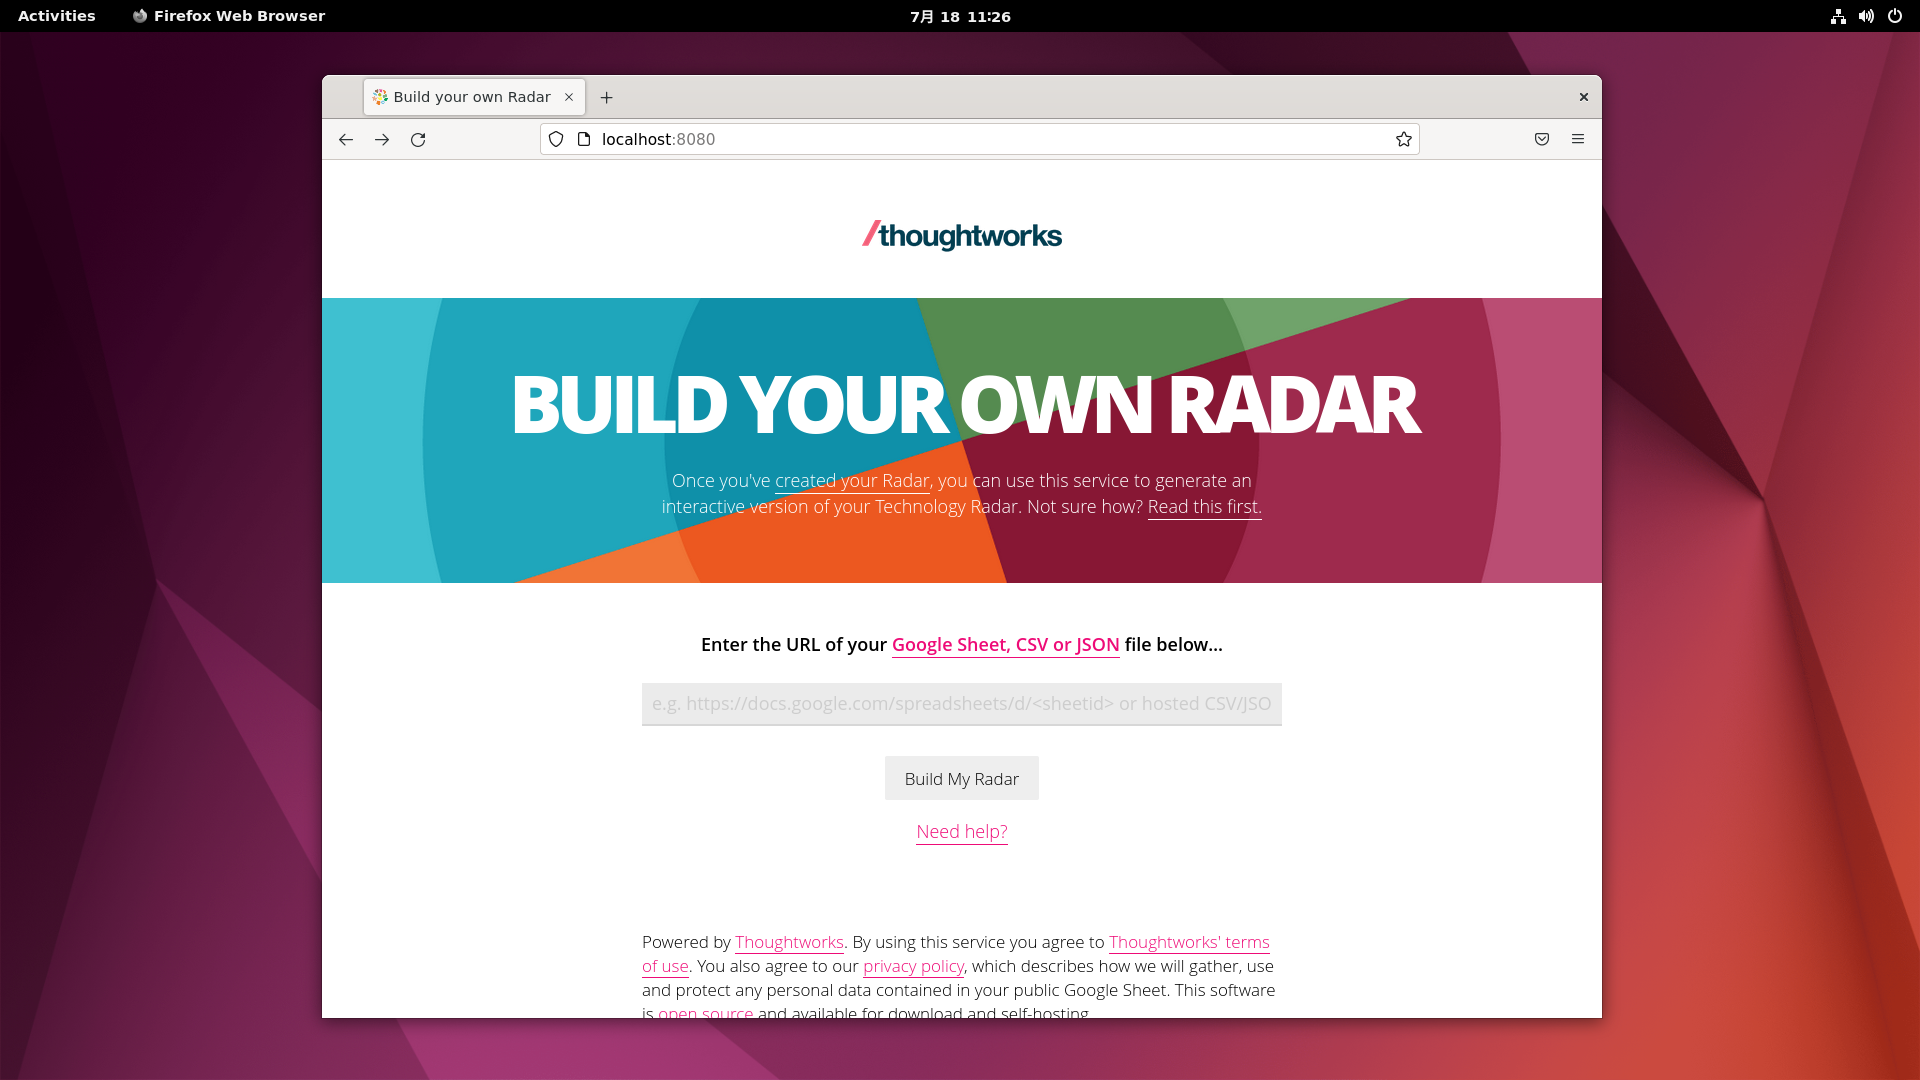 Activities
Firefox Web Browser
7月 18 11:26
Build your own Radar
localhost:8080
/thoughtworks
BUILD YOUR OWN RADAR
Once you've created your Radar, you can use this service to generate an
interactive version of your Technology Radar. Not sure how? Read this first.
Enter the URL of your Google Sheet, CSV or JSON file below...
e.g. https://docs.google.com/spreadsheets/d/<sheetid> or hosted CSV/JSO
Build My Radar
Need help?
Powered by Thoughtworks. By using this service you agree to Thoughtworks' terms
of use. You also agree to our privacy policy, which describes how we will gather, use
and protect any personal data contained in your public Google Sheet. This software
is open source and available for download and self-hosting.